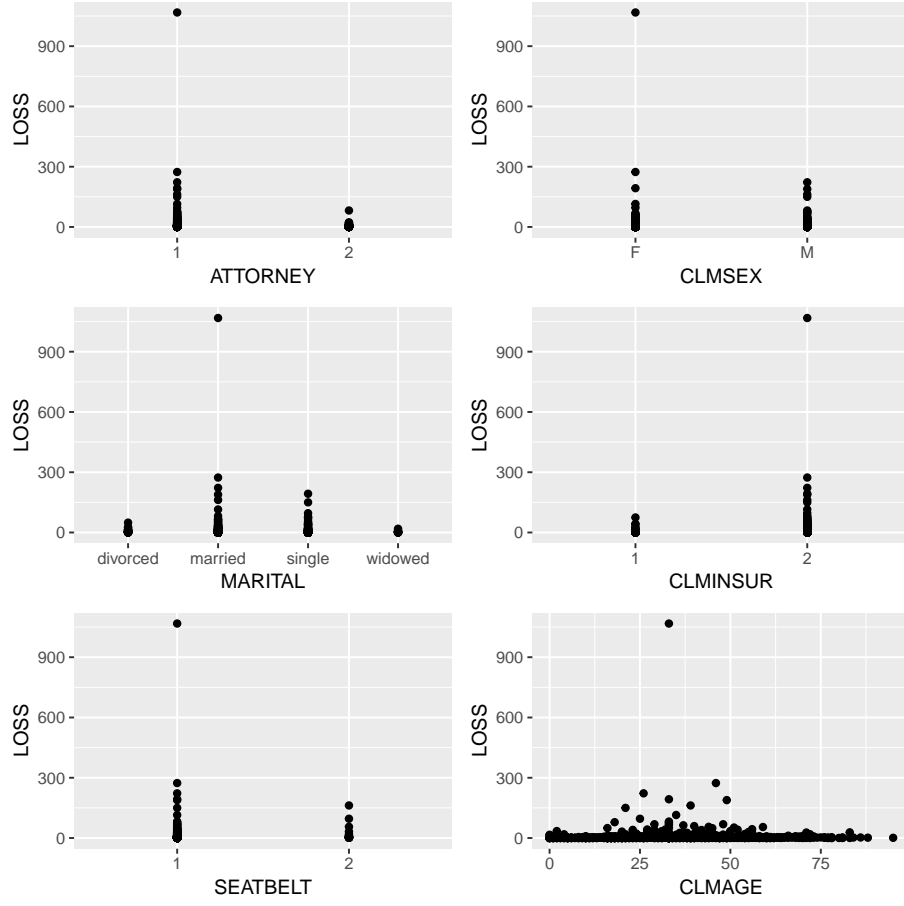 LOSS
900
600
300
0
1 2
ATTORNEY
LOSS
900
600
300
0
F M
CLMSEX
LOSS
900
600
300
0
divorced married single widowed
MARITAL
LOSS
900
600
300
0
1 2
CLMINSUR
LOSS
900
600
300
0
1 2
SEATBELT
LOSS
900
600
300
0
0 25 50 75
CLMAGE